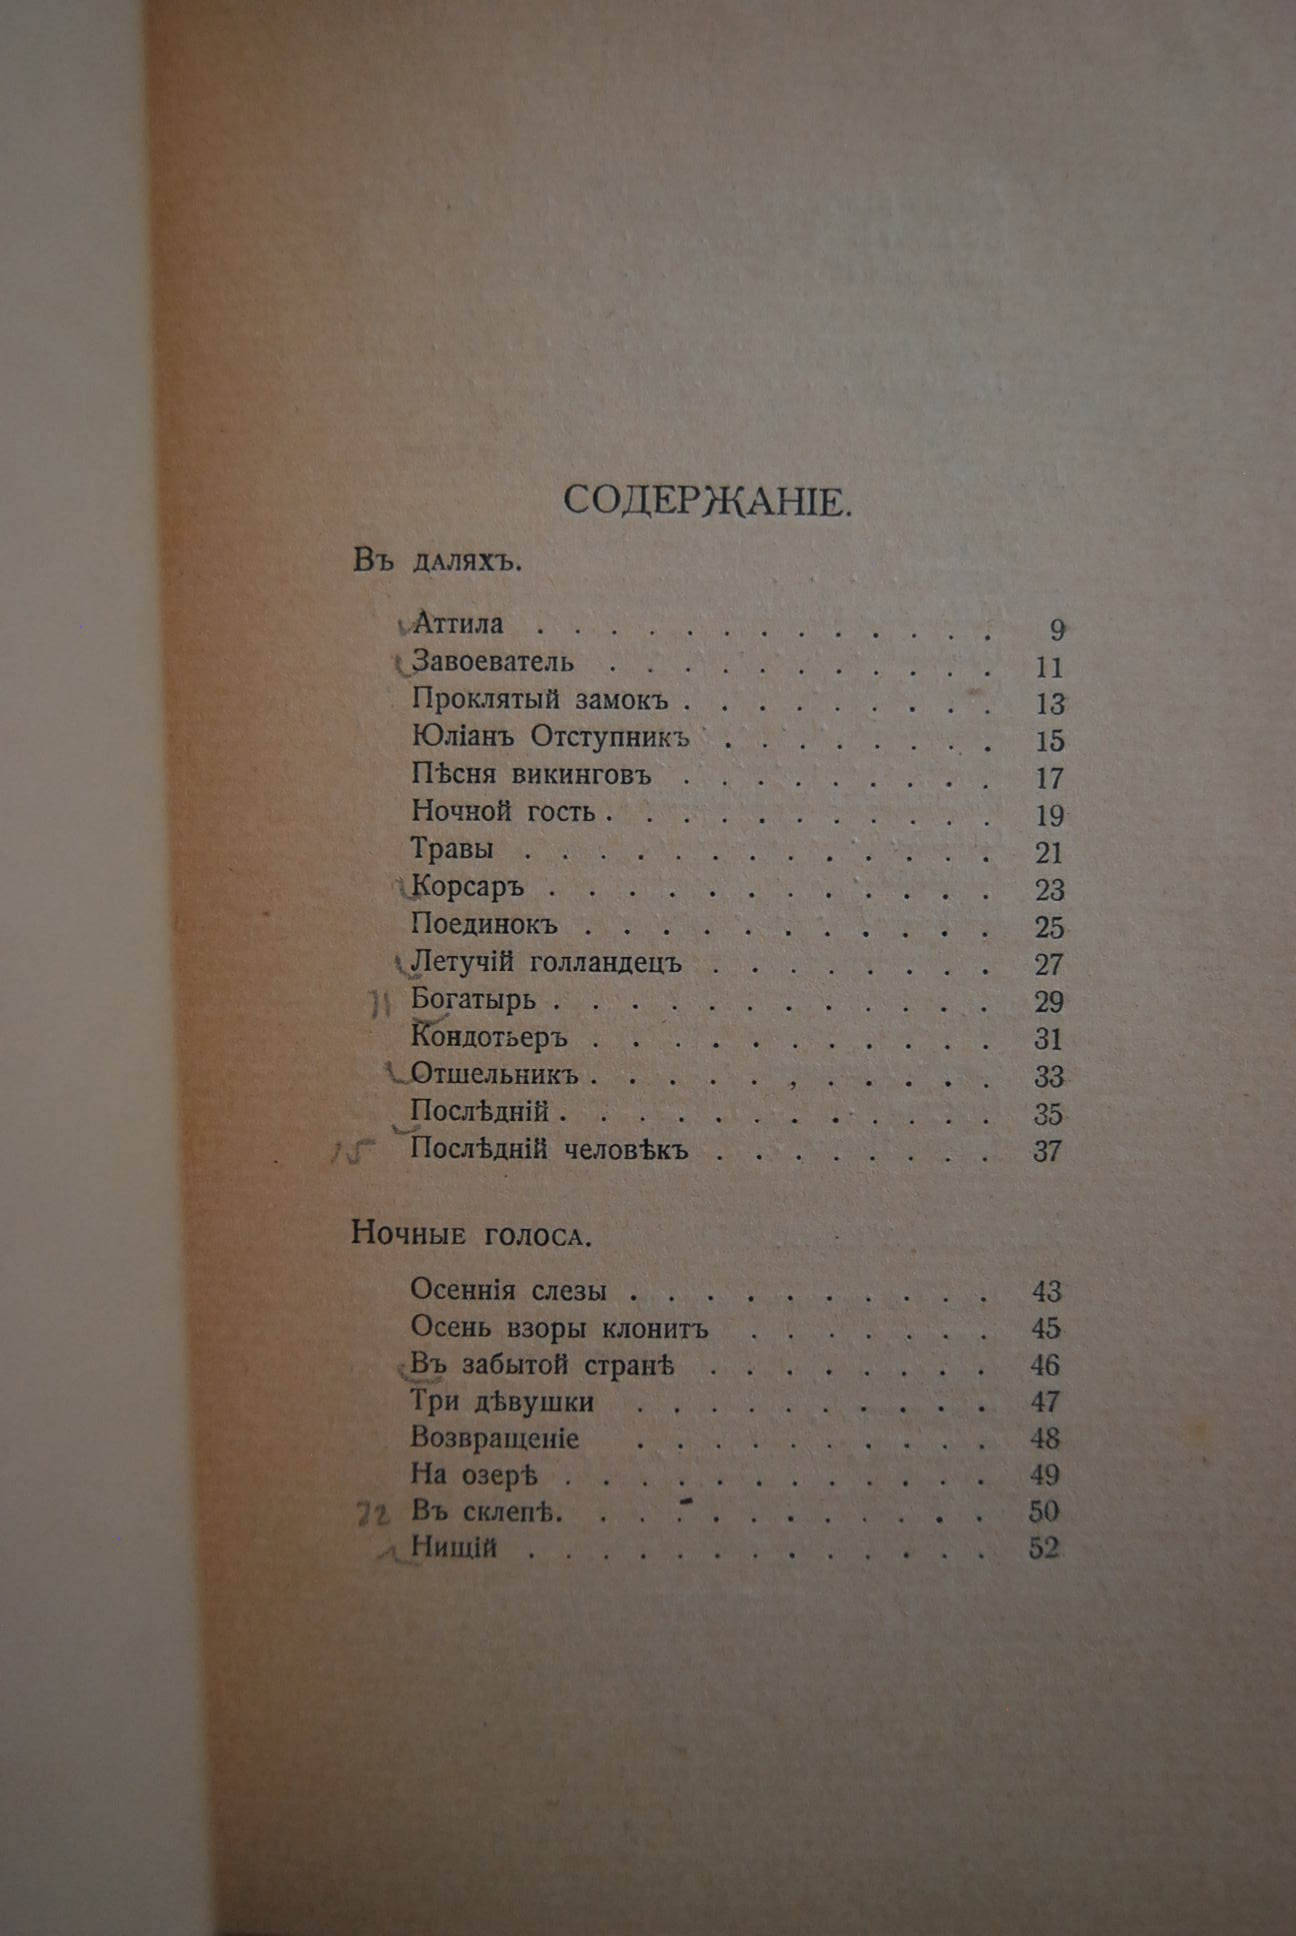 СОДЕРЖАНІЕ.
Въ даляхъ.
Аттила . . . . . . . . . . . . 9
Завоеватель . . . . . . . . . . . 11
Проклятый замокъ . . . . . . . . . 13
Юліанъ Отступникъ . . . . . . . . 15
Пѣсня викинговъ . . . . . . . . . 17
Ночной гость . . . . . . . . . . . 19
Травы . . . . . . . . . . . . . 21
Корсаръ . . . . . . . . . . . . 23
Поединокъ . . . . . . . . . . . 25
Летучій голландецъ . . . . . . . . 27
11 Богатырь . . . . . . . . . . . . 29
Кондотьеръ . . . . . . . . . . . 31
Отшельникъ . . . . . . . . . . . 33
Послѣдній . . . . . . . . . . . . 35
15 Послѣдній человѣкъ . . . . . . . . 37
Ночные голоса.
Осеннія слезы . . . . . . . . . . 43
Осень взоры клонитъ . . . . . . . 45
Въ забытой странѣ . . . . . . . . 46
Три дѣвушки . . . . . . . . . . 47
Возвращеніе . . . . . . . . . . 48
На озерѣ . . . . . . . . . . . . 49
22 Въ склепѣ. . . . . . . . . . . . 50
Нищій . . . . . . . . . . . . . 52